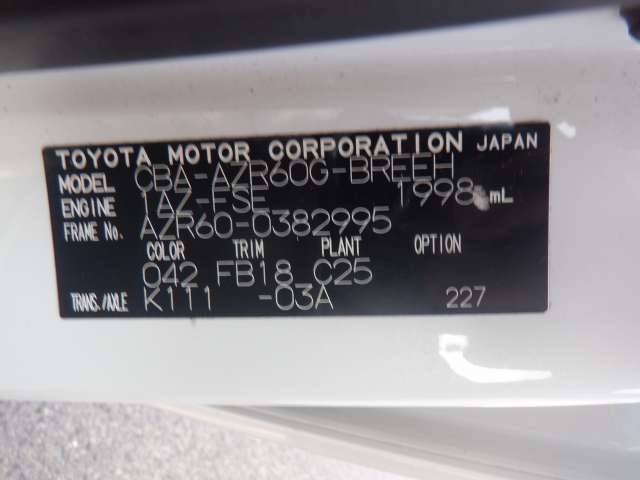 TOYOTA MOTOR CORPORATION JAPAN
MODEL CBA-AZR60G-BREEH
ENGINE 1AZ-FSE 1998 mL
FRAME No. AZR60-0382995
COLOR TRIM PLANT OPTION
042 FB18 C25
TRANS./AXLE K111 -03A 227